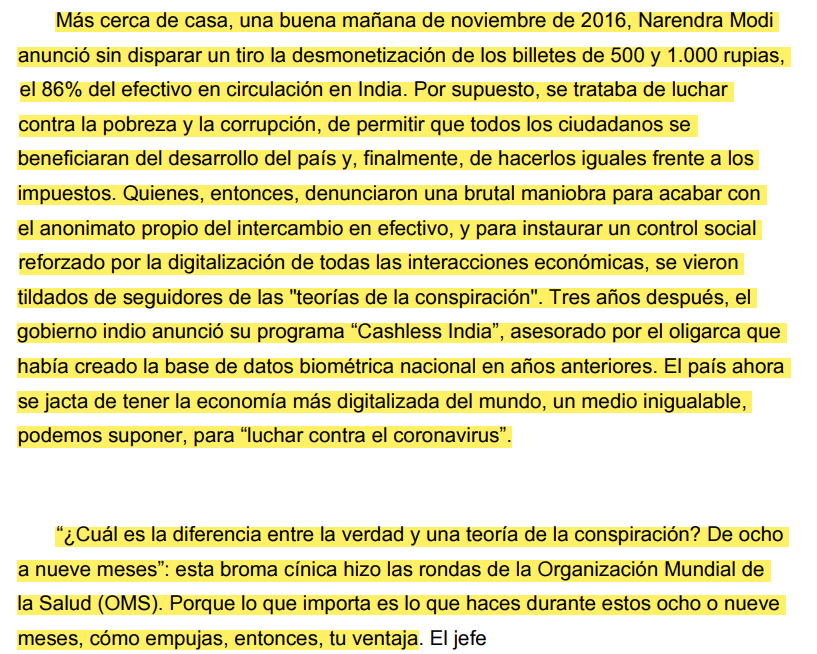 Más cerca de casa, una buena mañana de noviembre de 2016, Narendra Modi
anunció sin disparar un tiro la desmonetización de los billetes de 500 y 1.000 rupias,
el 86% del efectivo en circulación en India. Por supuesto, se trataba de luchar
contra la pobreza y la corrupción, de permitir que todos los ciudadanos se
beneficiaran del desarrollo del país y, finalmente, de hacerlos iguales frente a los
impuestos. Quienes, entonces, denunciaron una brutal maniobra para acabar con
el anonimato propio del intercambio en efectivo, y para instaurar un control social
reforzado por la digitalización de todas las interacciones económicas, se vieron
tildados de seguidores de las "teorías de la conspiración". Tres años después, el
gobierno indio anunció su programa “Cashless India”, asesorado por el oligarca que
había creado la base de datos biométrica nacional en años anteriores. El país ahora
se jacta de tener la economía más digitalizada del mundo, un medio inigualable,
podemos suponer, para “luchar contra el coronavirus”.
“¿Cuál es la diferencia entre la verdad y una teoría de la conspiración? De ocho
a nueve meses”: esta broma cínica hizo las rondas de la Organización Mundial de
la Salud (OMS). Porque lo que importa es lo que haces durante estos ocho o nueve
meses, cómo empujas, entonces, tu ventaja. El jefe